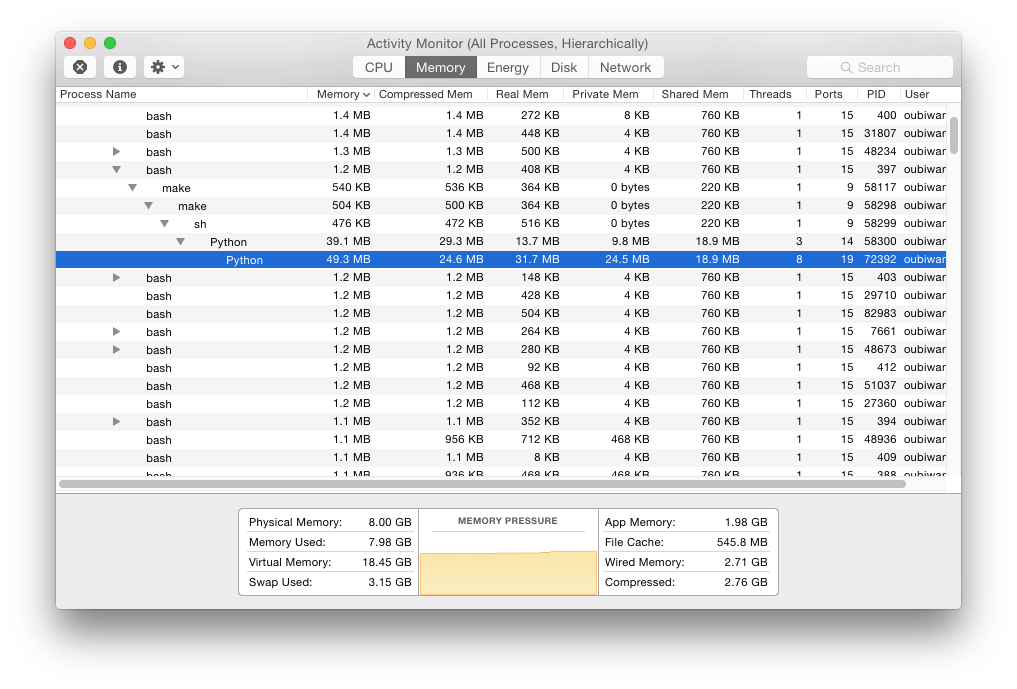 Activity Monitor (All Processes, Hierarchically)
CPU Memory Energy Disk Network Search
Process Name Memory Compressed Mem Real Mem Private Mem Shared Mem Threads Ports PID User
bash 1.4 MB 1.4 MB 272 KB 8 KB 760 KB 1 15 400 oubiwar
bash 1.4 MB 1.4 MB 448 KB 4 KB 760 KB 1 15 31807 oubiwar
bash 1.3 MB 1.3 MB 500 KB 4 KB 760 KB 1 15 48234 oubiwar
bash 1.2 MB 1.2 MB 408 KB 4 KB 760 KB 1 15 397 oubiwar
make 540 KB 536 KB 364 KB 0 bytes 220 KB 1 9 58117 oubiwar
make 504 KB 500 KB 364 KB 0 bytes 220 KB 1 9 58298 oubiwar
sh 476 KB 472 KB 516 KB 0 bytes 220 KB 1 9 58299 oubiwar
Python 39.1 MB 29.3 MB 13.7 MB 9.8 MB 18.9 MB 3 14 58300 oubiwar
Python 49.3 MB 24.6 MB 31.7 MB 24.5 MB 18.9 MB 8 19 72392 oubiwar
bash 1.2 MB 1.2 MB 148 KB 4 KB 760 KB 1 15 403 oubiwar
bash 1.2 MB 1.2 MB 428 KB 4 KB 760 KB 1 15 29710 oubiwar
bash 1.2 MB 1.2 MB 504 KB 4 KB 760 KB 1 15 82983 oubiwar
bash 1.2 MB 1.2 MB 264 KB 4 KB 760 KB 1 15 7661 oubiwar
bash 1.2 MB 1.2 MB 280 KB 4 KB 760 KB 1 15 48673 oubiwar
bash 1.2 MB 1.2 MB 92 KB 4 KB 760 KB 1 15 412 oubiwar
bash 1.2 MB 1.2 MB 468 KB 4 KB 760 KB 1 15 51037 oubiwar
bash 1.2 MB 1.2 MB 112 KB 4 KB 760 KB 1 15 27360 oubiwar
bash 1.1 MB 1.1 MB 352 KB 4 KB 760 KB 1 15 394 oubiwar
bash 1.1 MB 956 KB 712 KB 468 KB 760 KB 1 15 48936 oubiwar
bash 1.1 MB 1.1 MB 8 KB 4 KB 760 KB 1 15 409 oubiwar
bash 1.1 MB 936 KB 468 KB 468 KB 760 KB 1 15 388 oubiwar
Physical Memory: 8.00 GB
Memory Used: 7.98 GB
Virtual Memory: 18.45 GB
Swap Used: 3.15 GB
MEMORY PRESSURE
App Memory: 1.98 GB
File Cache: 545.8 MB
Wired Memory: 2.71 GB
Compressed: 2.76 GB